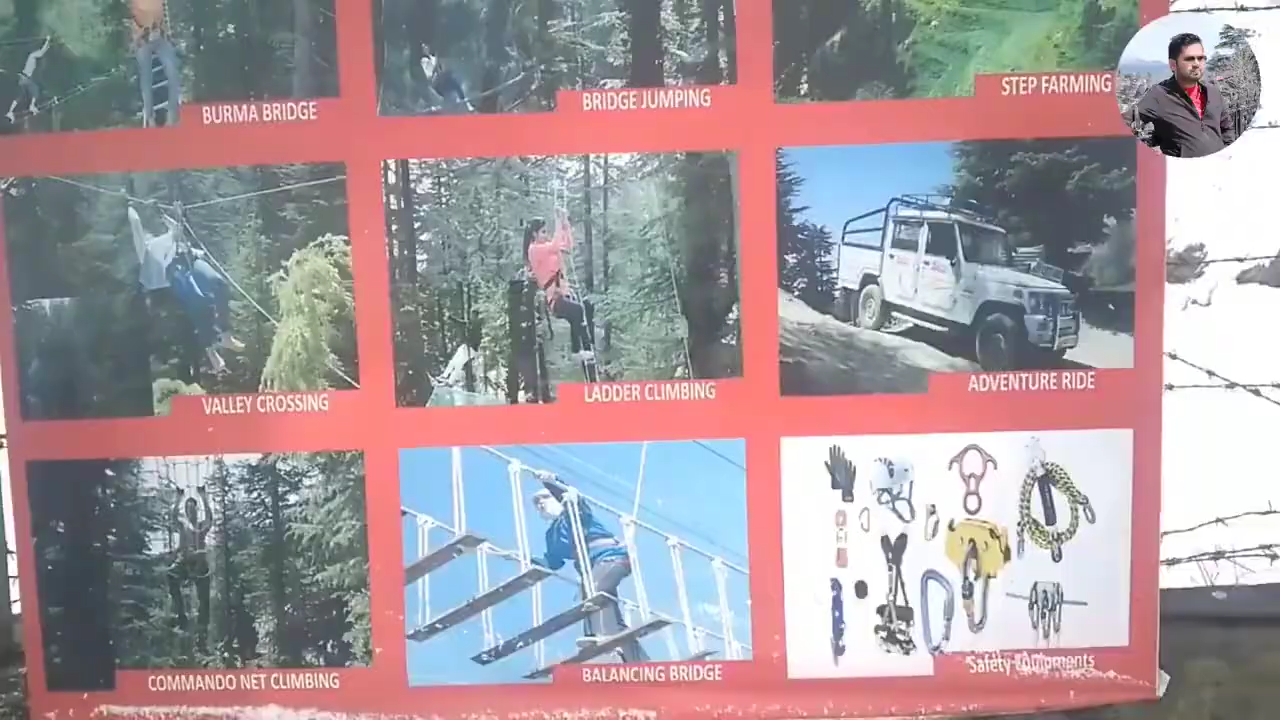 BURMA BRIDGE
BRIDGE JUMPING
STEP FARMING
VALLEY CROSSING
LADDER CLIMBING
ADVENTURE RIDE
COMMANDO NET CLIMBING
BALANCING BRIDGE
Safety Equipments